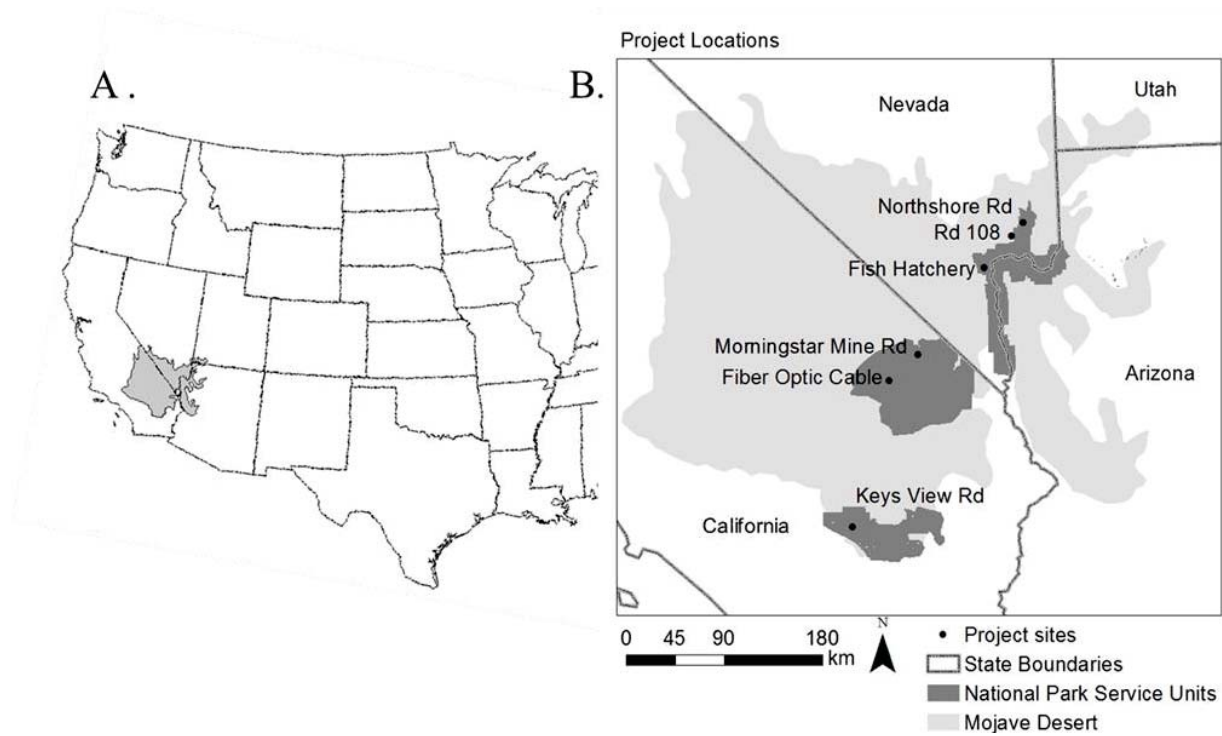 A .
B.
Project Locations
Nevada
Utah
Northshore Rd
Rd 108
Fish Hatchery
Morningstar Mine Rd
Fiber Optic Cable
Arizona
Keys View Rd
California
0 45 90 180
km
N
Project sites
State Boundaries
National Park Service Units
Mojave Desert